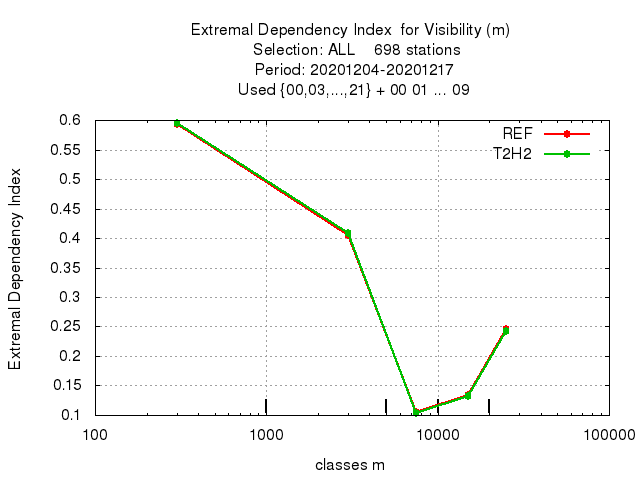 Extremal Dependency Index  for Visibility (m)
Selection: ALL    698 stations
Period: 20201204-20201217
Used {00,03,...,21} + 00 01 ... 09
REF
T2H2
0.6
0.55
0.5
0.45
0.4
0.35
0.3
0.25
0.2
0.15
0.1
Extremal Dependency Index
100 1000 10000 100000
classes m